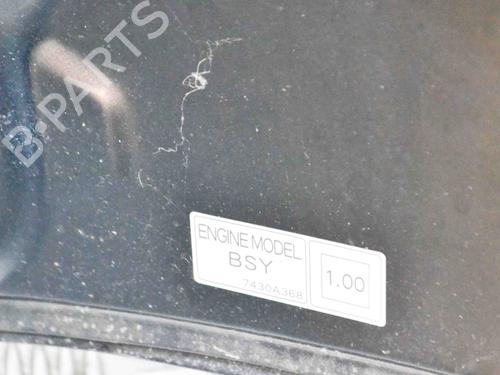 B-PARTS
ENGINE MODEL
BSY
7430A368
1.00